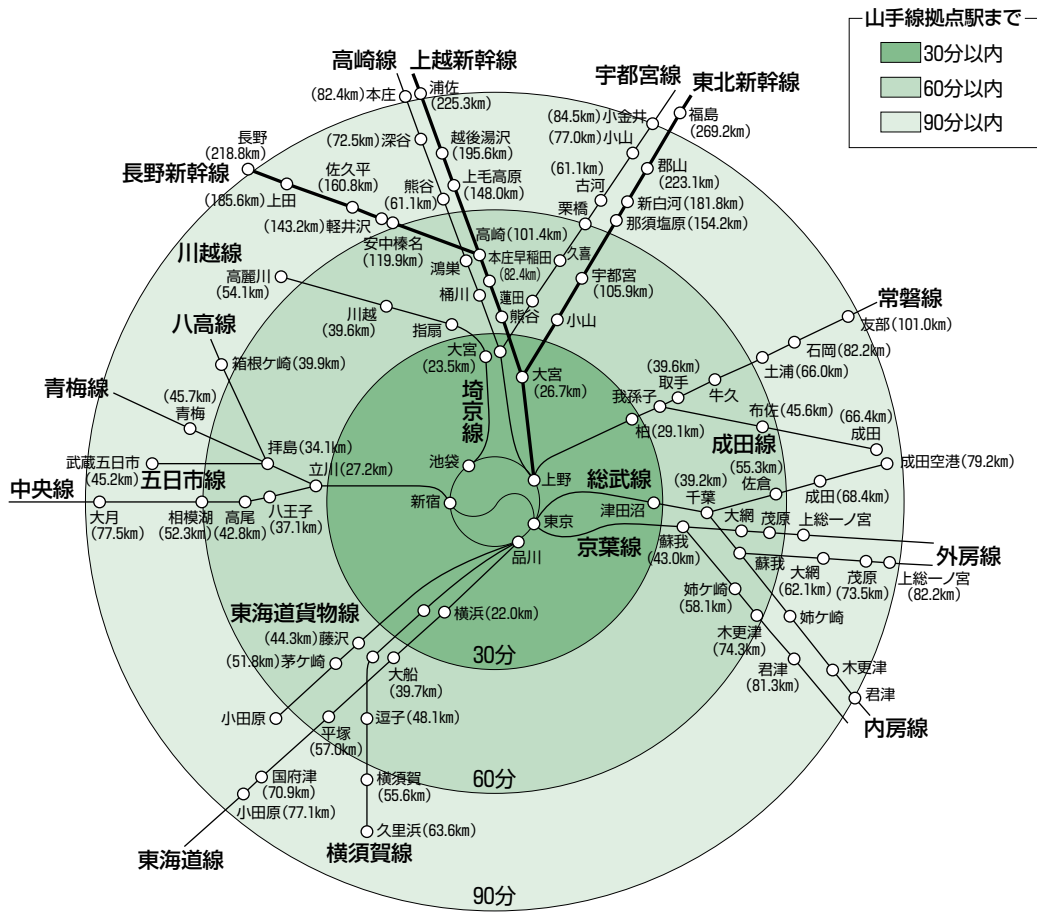 山手線拠点駅まで
30分以内
60分以内
90分以内
高崎線
上越新幹線
宇都宮線
東北新幹線
(82.4km)本庄
浦佐
(225.3km)
(84.5km)小金井
福島
(269.2km)
(72.5km)深谷
越後湯沢
(195.6km)
(77.0km)小山
郡山
(223.1km)
長野
(218.8km)
長野新幹線
佐久平
(160.8km)
熊谷
(61.1km)
上毛高原
(148.0km)
(61.1km)
古河
新白河(181.8km)
(185.6km)上田
(143.2km)軽井沢
栗橋
那須塩原(154.2km)
安中榛名
(119.9km)
高崎(101.4km)
川越線
高麗川
(54.1km)
鴻巣
本庄早稲田
(82.4km)
久喜
宇都宮
(105.9km)
桶川
蓮田
熊谷
小山
川越
(39.6km)
指扇
常磐線
友部(101.0km)
石岡(82.2km)
土浦(66.0km)
八高線
箱根ケ崎(39.9km)
大宮
(23.5km)
大宮
(26.7km)
(39.6km)
取手
牛久
我孫子
青梅線
(45.7km)
青梅
埼京線
柏(29.1km)
布佐(45.6km)
(66.4km)
成田
成田線
拝島(34.1km)
武蔵五日市
(45.2km)
五日市線
立川(27.2km)
池袋
上野
総武線
(55.3km)
佐倉
成田空港(79.2km)
成田(68.4km)
(39.2km)
千葉
中央線
大月
(77.5km)
相模湖
(52.3km)
高尾
(42.8km)
八王子
(37.1km)
新宿
東京
津田沼
京葉線
大網
茂原
上総一ノ宮
外房線
品川
蘇我
(43.0km)
蘇我
大網
(62.1km)
茂原
(73.5km)
上総一ノ宮
(82.2km)
東海道貨物線
横浜(22.0km)
姉ケ崎
(58.1km)
姉ケ崎
(44.3km)藤沢
(51.8km)茅ケ崎
大船
(39.7km)
30分
木更津
(74.3km)
君津
(81.3km)
木更津
君津
内房線
小田原
平塚
(57.0km)
逗子(48.1km)
国府津
(70.9km)
小田原(77.1km)
横須賀
(55.6km)
60分
久里浜(63.6km)
東海道線
横須賀線
90分